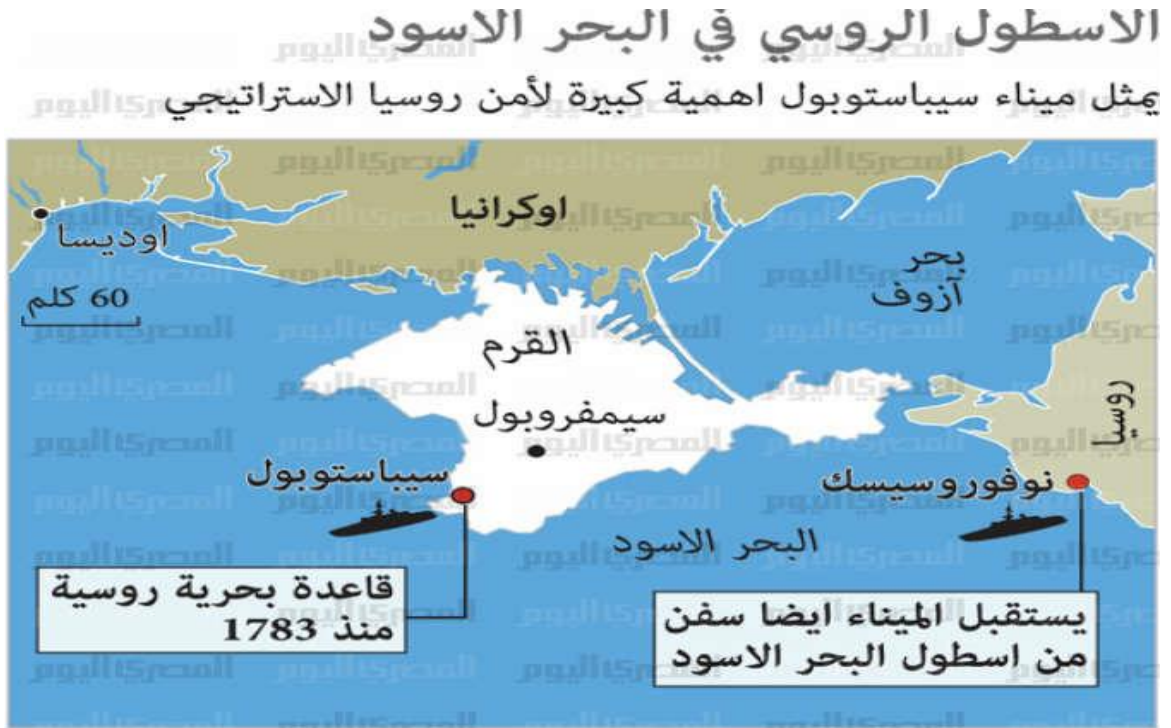 الاسطول الروسي في البحر الاسود
يمثل ميناء سيباستوبول اهمية كبيرة لأمن روسيا الاستراتيجي
اوكرانيا
اوديسا
60 كلم
بحر
آزوف
القرم
سيمفروبول
روسيا
سيباستوبول
نوفوروسيسك
البحر الاسود
قاعدة بحرية روسية
منذ 1783
يستقبل الميناء ايضا سفن
من اسطول البحر الاسود
المصري اليوم